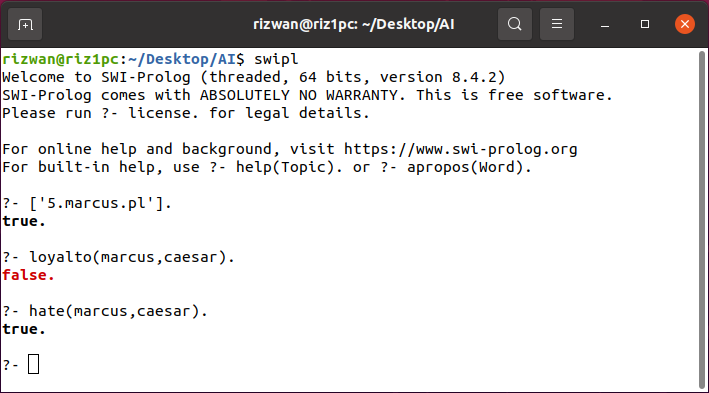 rizwan@riz1pc: ~/Desktop/AI
rizwan@riz1pc:~/Desktop/AI$ swipl
Welcome to SWI-Prolog (threaded, 64 bits, version 8.4.2)
SWI-Prolog comes with ABSOLUTELY NO WARRANTY. This is free software.
Please run ?- license. for legal details.
For online help and background, visit https://www.swi-prolog.org
For built-in help, use ?- help(Topic). or ?- apropos(Word).
?- ['5.marcus.pl'].
true.
?- loyalto(marcus,caesar).
false.
?- hate(marcus,caesar).
true.
?-